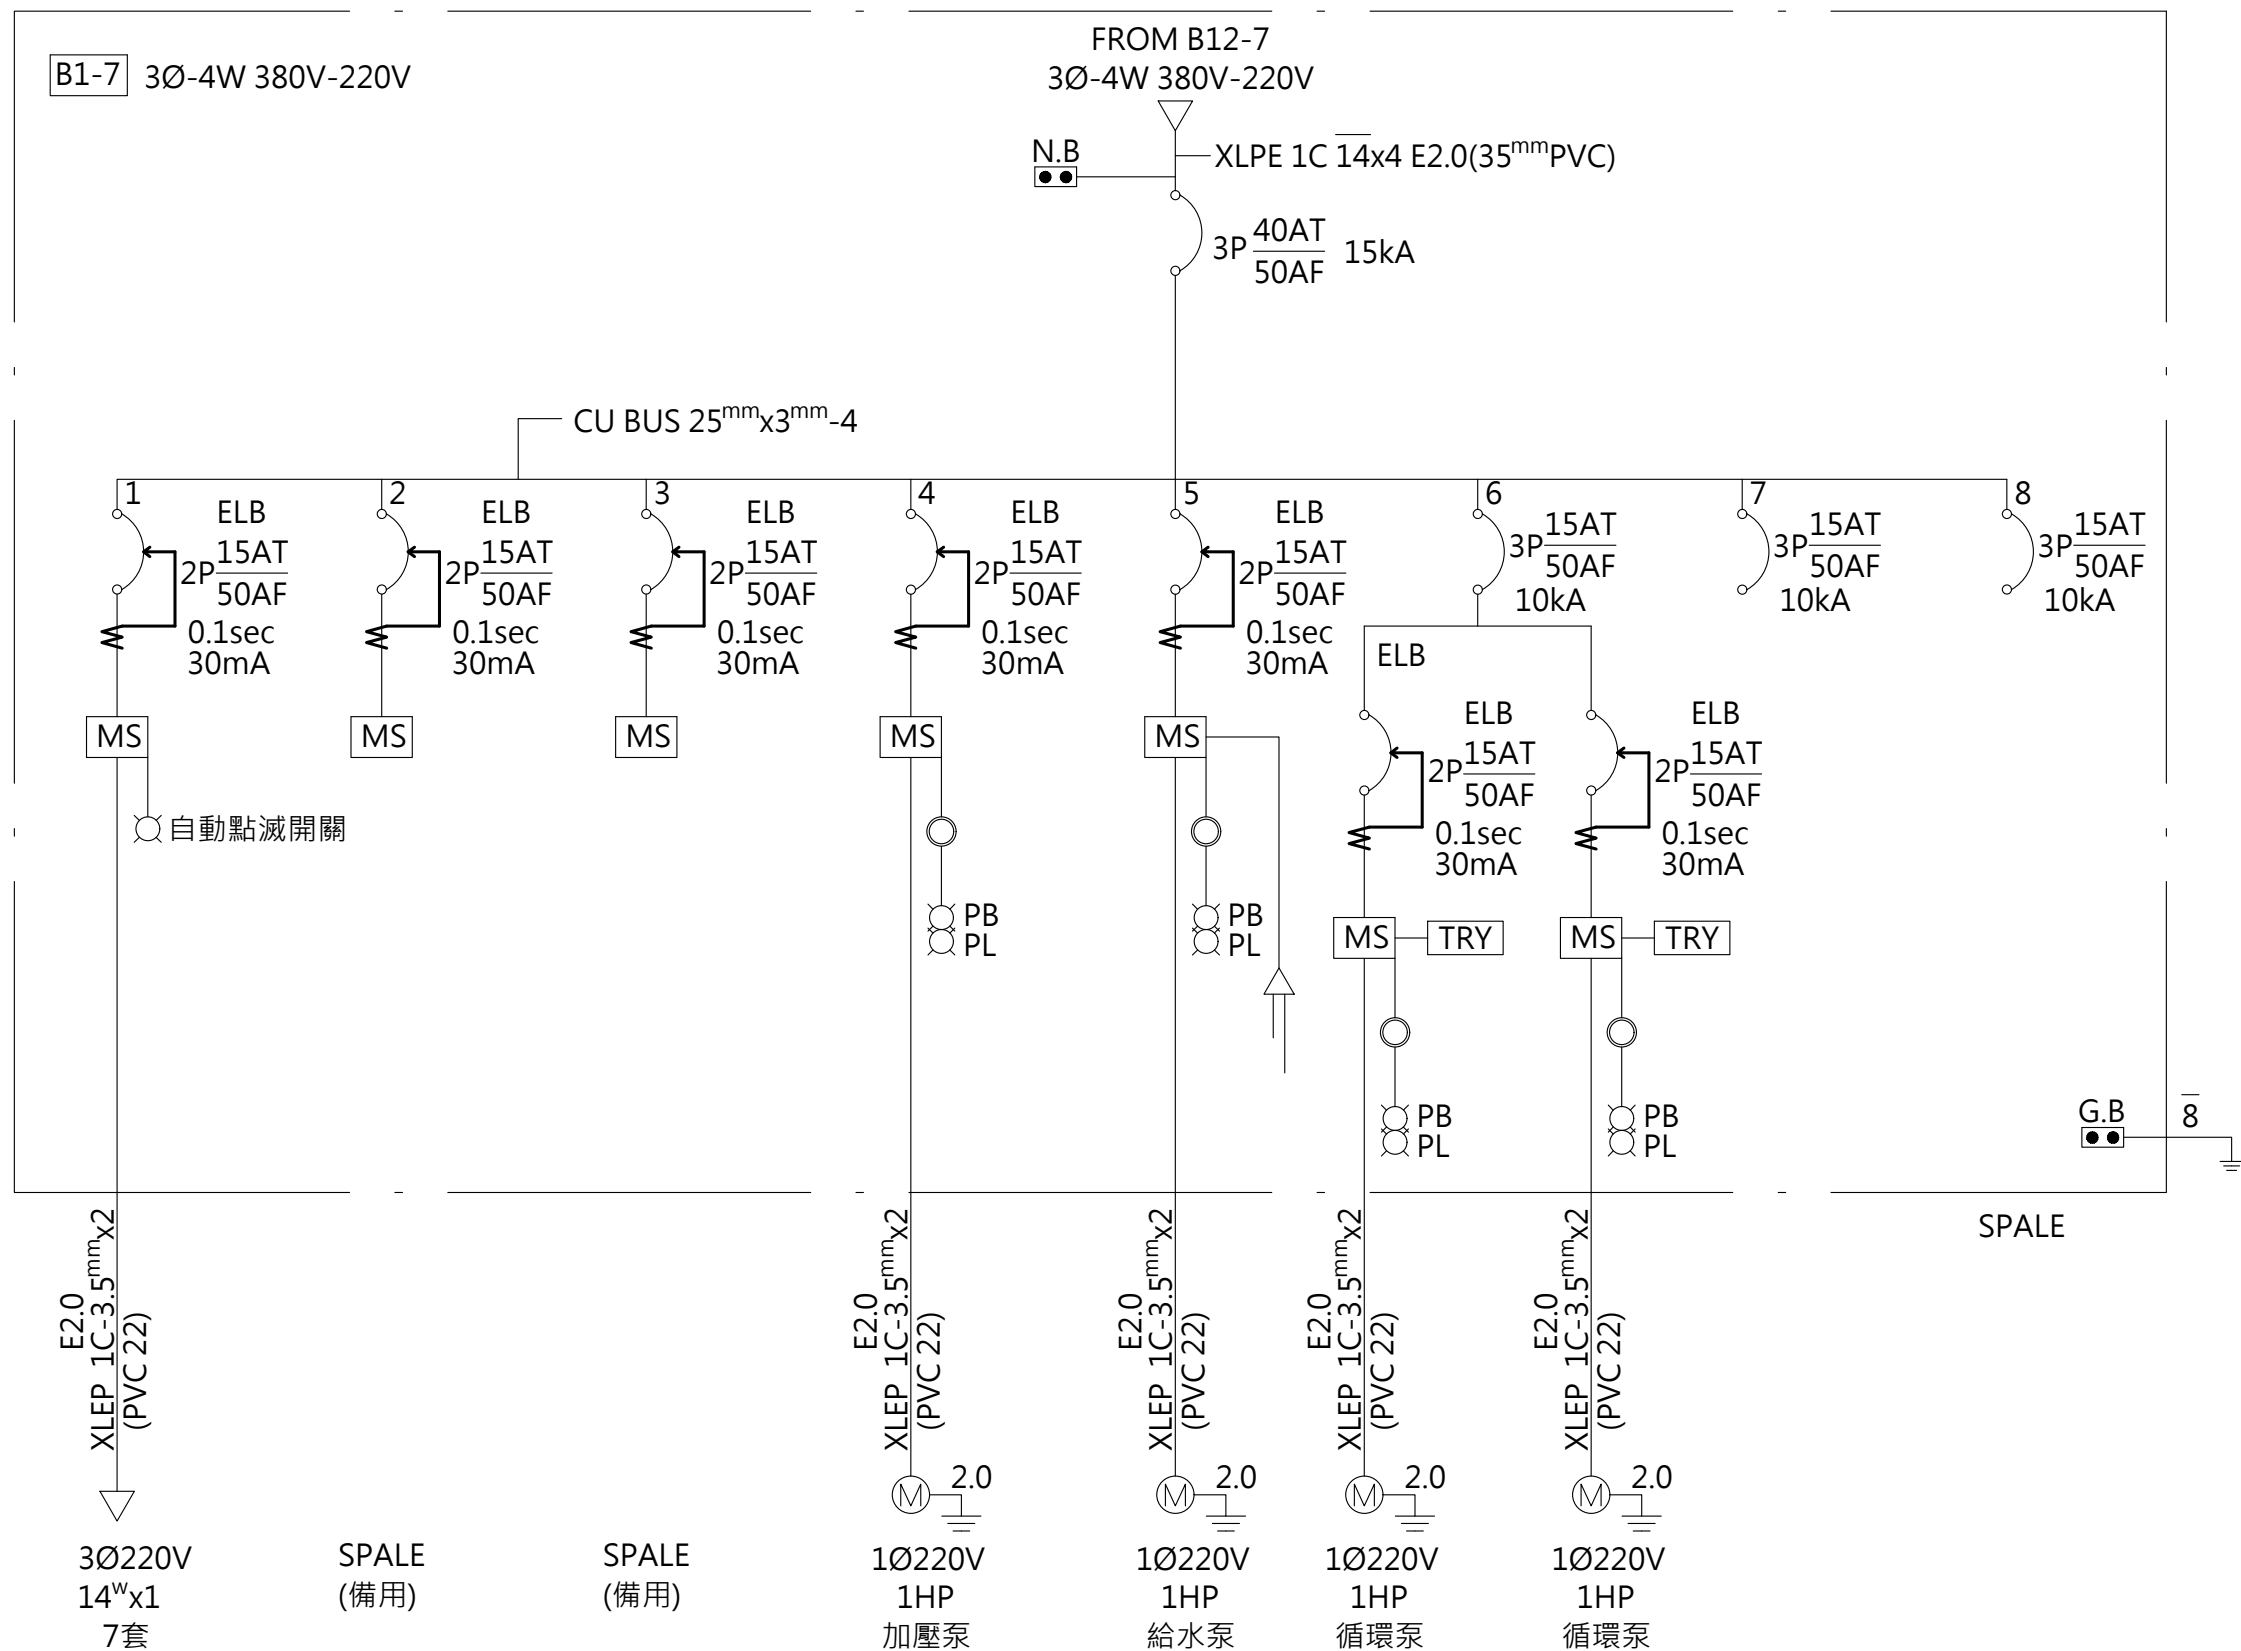 B1-7 3Ø-4W 380V-220V
FROM B12-7
3Ø-4W 380V-220V
N.B
XLPE 1C 14x4 E2.0(35mmPVC)
3P 40AT
50AF 15kA
CU BUS 25mmx3mm-4
1
ELB
2P 15AT
50AF
0.1sec
30mA
MS
自動點滅開關
2
ELB
2P 15AT
50AF
0.1sec
30mA
MS
3
ELB
2P 15AT
50AF
0.1sec
30mA
MS
4
ELB
2P 15AT
50AF
0.1sec
30mA
MS
PB
PL
5
ELB
2P 15AT
50AF
0.1sec
30mA
MS
PB
PL
6
3P 15AT
50AF
10kA
ELB
ELB
2P 15AT
50AF
0.1sec
30mA
MS
TRY
PB
PL
ELB
2P 15AT
50AF
0.1sec
30mA
MS
TRY
PB
PL
7
3P 15AT
50AF
10kA
8
3P 15AT
50AF
10kA
G.B
8
SPALE
E2.0
XLEP 1C-3.5mmx2
(PVC 22)
3Ø220V
14wx1
7套
SPALE
(備用)
SPALE
(備用)
E2.0
XLEP 1C-3.5mmx2
(PVC 22)
M
2.0
1Ø220V
1HP
加壓泵
E2.0
XLEP 1C-3.5mmx2
(PVC 22)
M
2.0
1Ø220V
1HP
給水泵
E2.0
XLEP 1C-3.5mmx2
(PVC 22)
M
2.0
1Ø220V
1HP
循環泵
E2.0
XLEP 1C-3.5mmx2
(PVC 22)
M
2.0
1Ø220V
1HP
循環泵